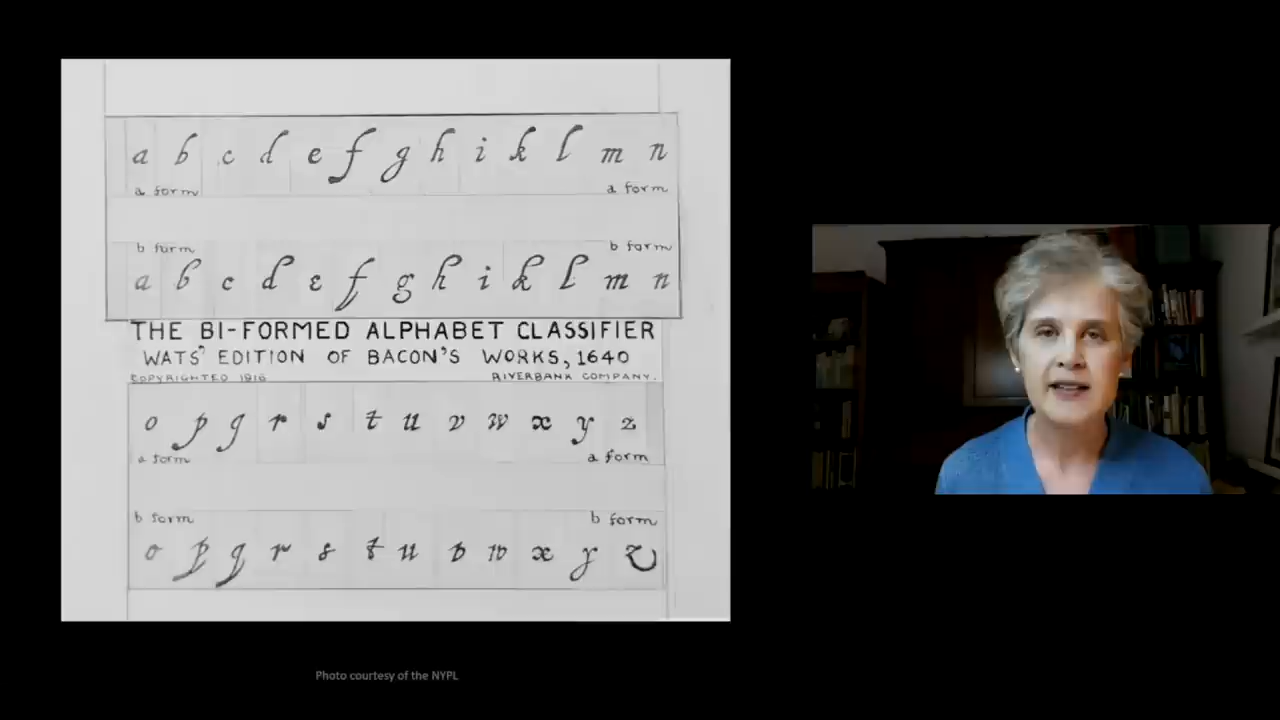 a b c d e f g h i k l m n
a form a form
b form b form
a b c d e f g h i k l m n
THE BI-FORMED ALPHABET CLASSIFIER
WATS' EDITION OF BACON'S WORKS, 1640
COPYRIGHTED 1916 RIVERBANK COMPANY.
o p q r s t u v w x y z
a form a form
b form b form
o p q r s t u v w x y z
Photo courtesy of the NYPL